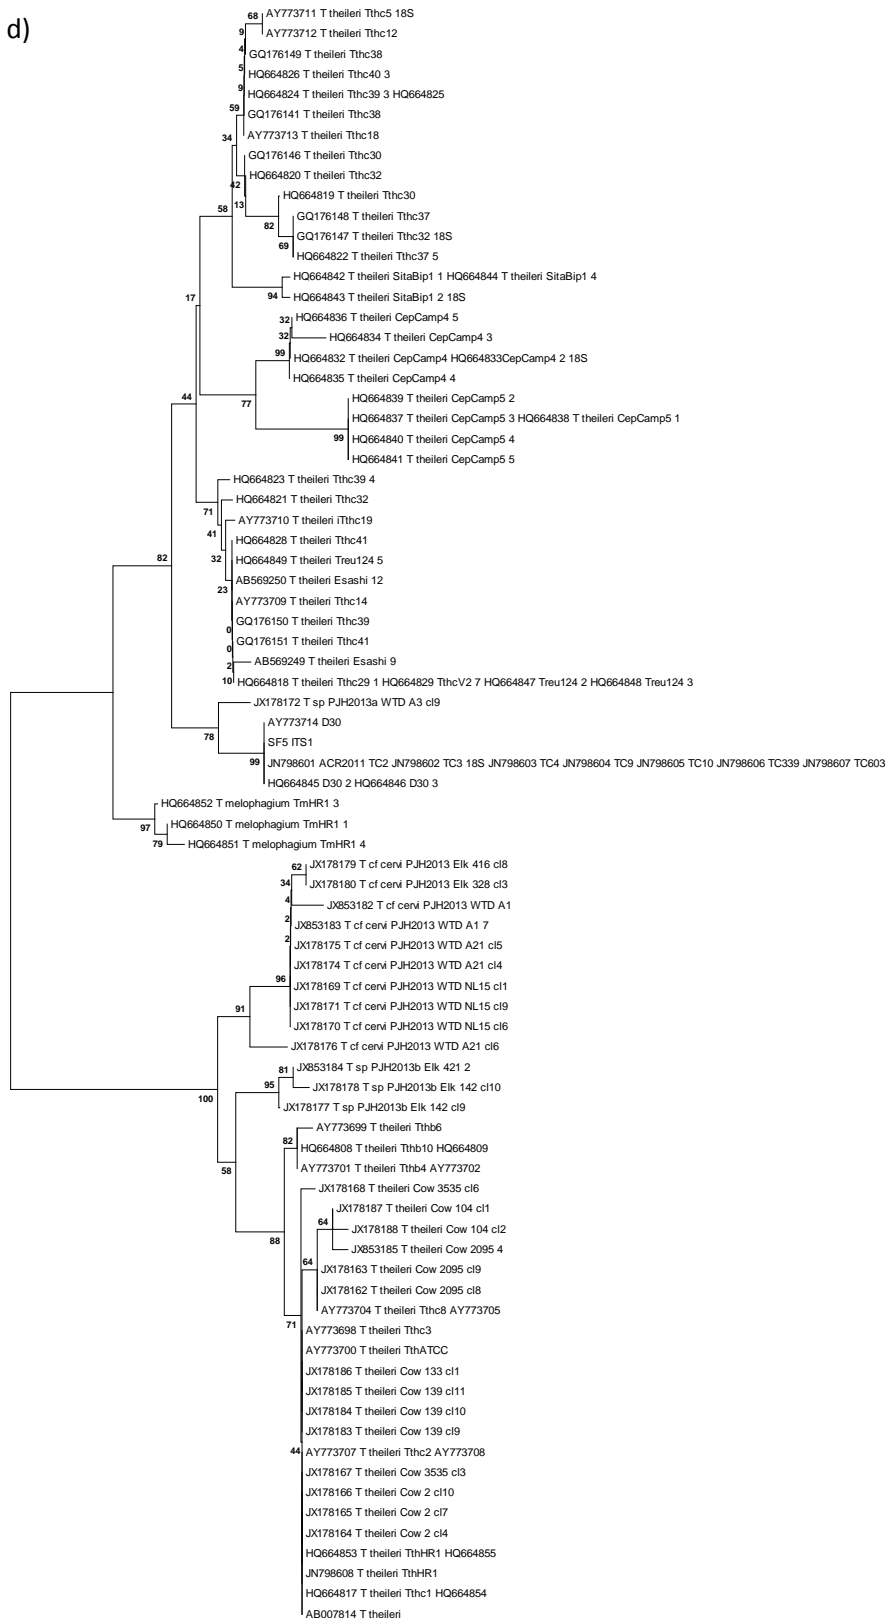 d)
68
AY773711 T theileri Tthc5 18S
9
AY773712 T theileri Tthc12
4
GQ176149 T theileri Tthc38
5
HQ664826 T theileri Tthc40 3
9
HQ664824 T theileri Tthc39 3 HQ664825
59
GQ176141 T theileri Tthc38
34
AY773713 T theileri Tthc18
GQ176146 T theileri Tthc30
42
HQ664820 T theileri Tthc32
13
HQ664819 T theileri Tthc30
58
82
GQ176148 T theileri Tthc37
GQ176147 T theileri Tthc32 18S
69
HQ664822 T theileri Tthc37 5
HQ664842 T theileri SitaBip1 1 HQ664844 T theileri SitaBip1 4
94
HQ664843 T theileri SitaBip1 2 18S
17
32
HQ664836 T theileri CepCamp4 5
32
HQ664834 T theileri CepCamp4 3
99
HQ664832 T theileri CepCamp4 HQ664833CepCamp4 2 18S
HQ664835 T theileri CepCamp4 4
44
77
HQ664839 T theileri CepCamp5 2
HQ664837 T theileri CepCamp5 3 HQ664838 T theileri CepCamp5 1
99
HQ664840 T theileri CepCamp5 4
HQ664841 T theileri CepCamp5 5
HQ664823 T theileri Tthc39 4
71
HQ664821 T theileri Tthc32
41
AY773710 T theileri iTthc19
HQ664828 T theileri Tthc41
82
32
HQ664849 T theileri Treu124 5
AB569250 T theileri Esashi 12
23
AY773709 T theileri Tthc14
GQ176150 T theileri Tthc39
0
GQ176151 T theileri Tthc41
0
AB569249 T theileri Esashi 9
2
10
HQ664818 T theileri Tthc29 1 HQ664829 TthcV2 7 HQ664847 Treu124 2 HQ664848 Treu124 3
JX178172 T sp PJH2013a WTD A3 cl9
AY773714 D30
78
SF5 ITS1
99
JN798601 ACR2011 TC2 JN798602 TC3 18S JN798603 TC4 JN798604 TC9 JN798605 TC10 JN798606 TC339 JN798607 TC603
HQ664845 D30 2 HQ664846 D30 3
HQ664852 T melophagium TmHR1 3
97
HQ664850 T melophagium TmHR1 1
79
HQ664851 T melophagium TmHR1 4
62
JX178179 T cf cervi PJH2013 Elk 416 cl8
34
JX178180 T cf cervi PJH2013 Elk 328 cl3
4
JX853182 T cf cervi PJH2013 WTD A1
2
JX853183 T cf cervi PJH2013 WTD A1 7
2
JX178175 T cf cervi PJH2013 WTD A21 cl5
JX178174 T cf cervi PJH2013 WTD A21 cl4
96
JX178169 T cf cervi PJH2013 WTD NL15 cl1
91
JX178171 T cf cervi PJH2013 WTD NL15 cl9
JX178170 T cf cervi PJH2013 WTD NL15 cl6
JX178176 T cf cervi PJH2013 WTD A21 cl6
81
JX853184 T sp PJH2013b Elk 421 2
95
JX178178 T sp PJH2013b Elk 142 cl10
100
JX178177 T sp PJH2013b Elk 142 cl9
AY773699 T theileri Tthb6
82
HQ664808 T theileri Tthb10 HQ664809
58
AY773701 T theileri Tthb4 AY773702
JX178168 T theileri Cow 3535 cl6
JX178187 T theileri Cow 104 cl1
64
JX178188 T theileri Cow 104 cl2
88
JX853185 T theileri Cow 2095 4
64
JX178163 T theileri Cow 2095 cl9
JX178162 T theileri Cow 2095 cl8
AY773704 T theileri Tthc8 AY773705
71
AY773698 T theileri Tthc3
AY773700 T theileri TthATCC
JX178186 T theileri Cow 133 cl1
JX178185 T theileri Cow 139 cl11
JX178184 T theileri Cow 139 cl10
JX178183 T theileri Cow 139 cl9
44
AY773707 T theileri Tthc2 AY773708
JX178167 T theileri Cow 3535 cl3
JX178166 T theileri Cow 2 cl10
JX178165 T theileri Cow 2 cl7
JX178164 T theileri Cow 2 cl4
HQ664853 T theileri TthHR1 HQ664855
JN798608 T theileri TthHR1
HQ664817 T theileri Tthc1 HQ664854
AB007814 T theileri